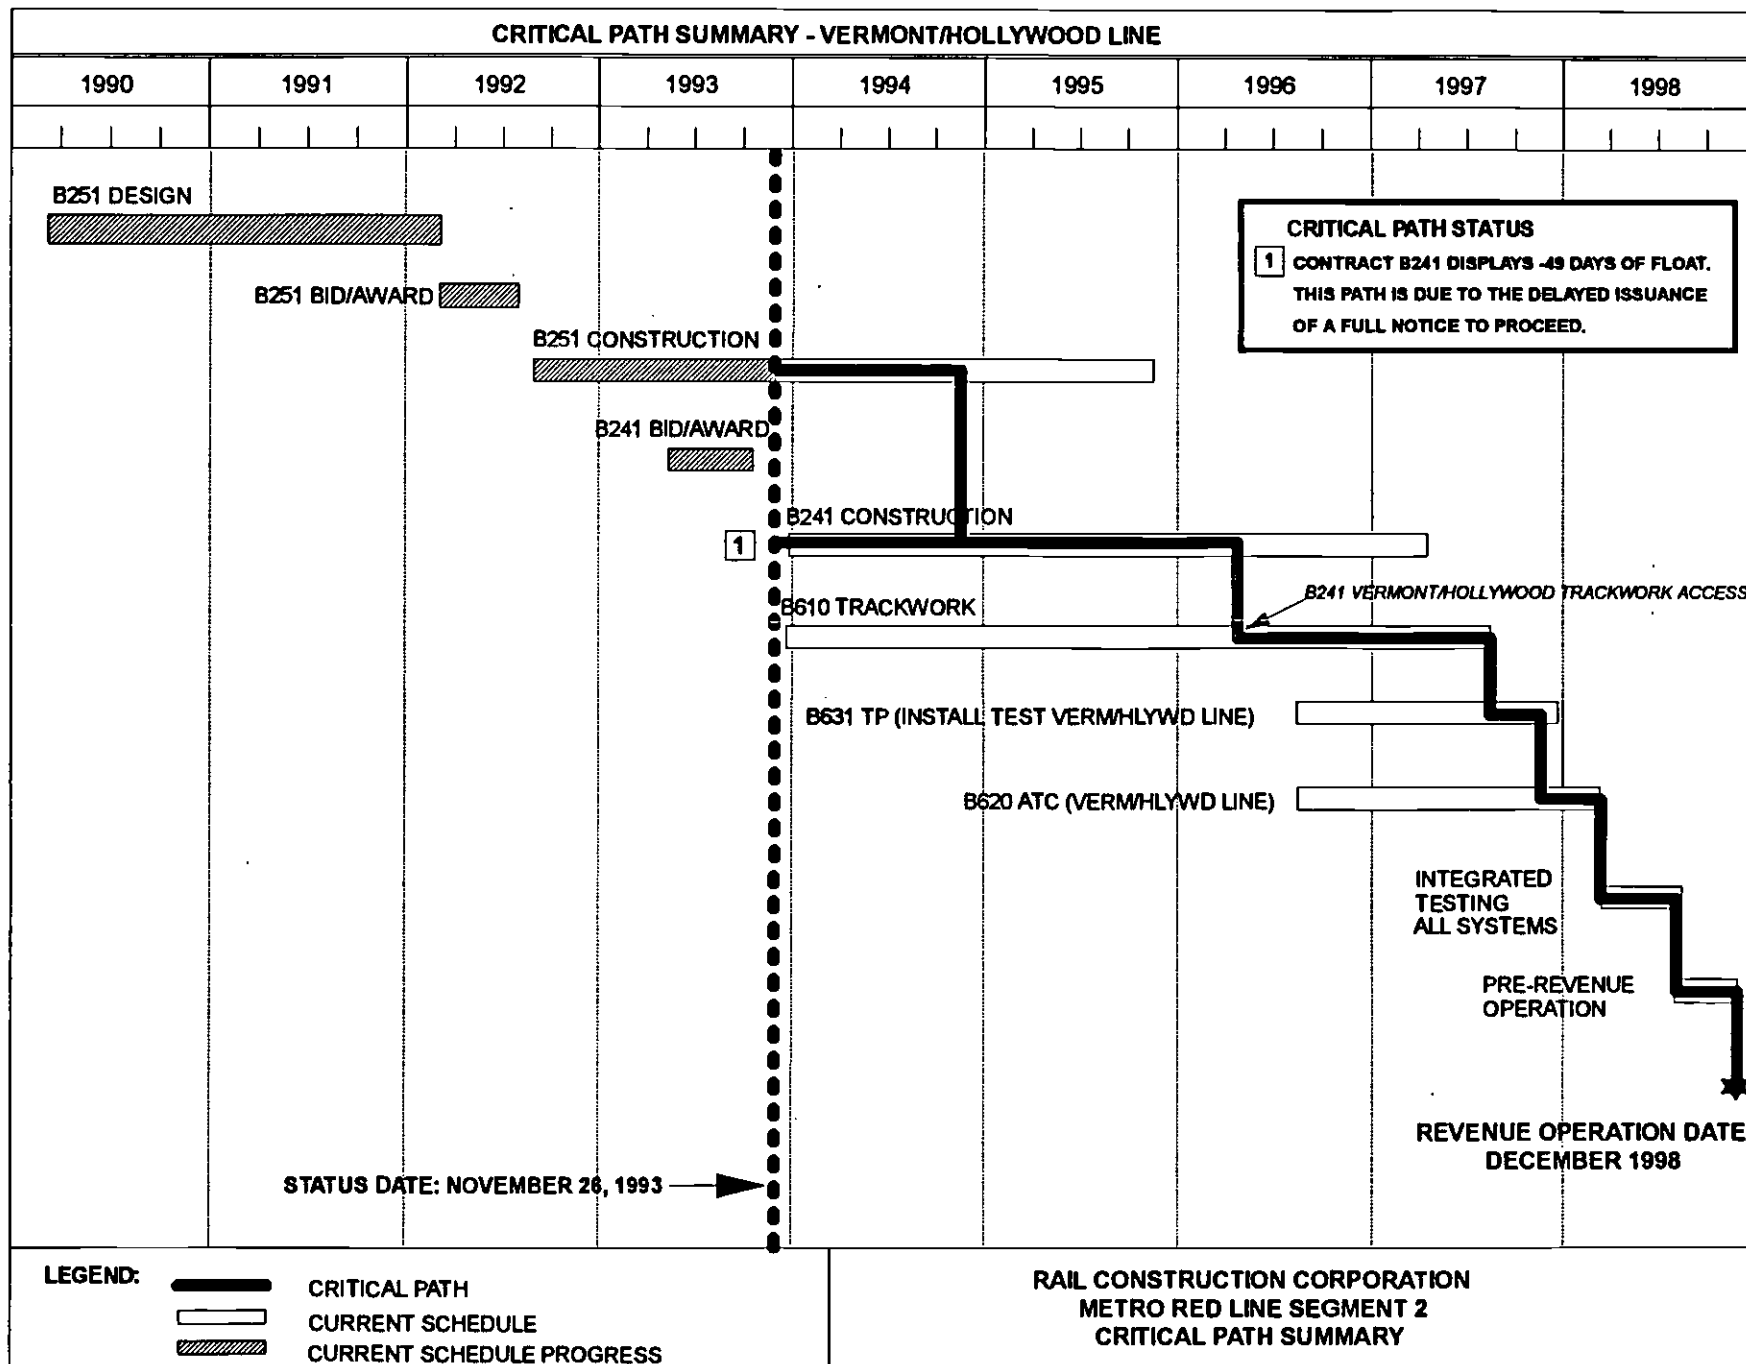 CRITICAL PATH SUMMARY - VERMONT/HOLLYWOOD LINE
1990 1991 1992 1993 1994 1995 1996 1997 1998
B251 DESIGN
CRITICAL PATH STATUS
1 CONTRACT B241 DISPLAYS -49 DAYS OF FLOAT.
THIS PATH IS DUE TO THE DELAYED ISSUANCE
OF A FULL NOTICE TO PROCEED.
B251 BID/AWARD
B251 CONSTRUCTION
B241 BID/AWARD
B241 CONSTRUCTION
1
B241 VERMONT/HOLLYWOOD TRACKWORK ACCESS
B610 TRACKWORK
B631 TP (INSTALL TEST VERM/HLYWD LINE)
B620 ATC (VERM/HLYWD LINE)
INTEGRATED
TESTING
ALL SYSTEMS
PRE-REVENUE
OPERATION
REVENUE OPERATION DATE
DECEMBER 1998
STATUS DATE: NOVEMBER 26, 1993
LEGEND:
CRITICAL PATH
CURRENT SCHEDULE
CURRENT SCHEDULE PROGRESS
RAIL CONSTRUCTION CORPORATION
METRO RED LINE SEGMENT 2
CRITICAL PATH SUMMARY